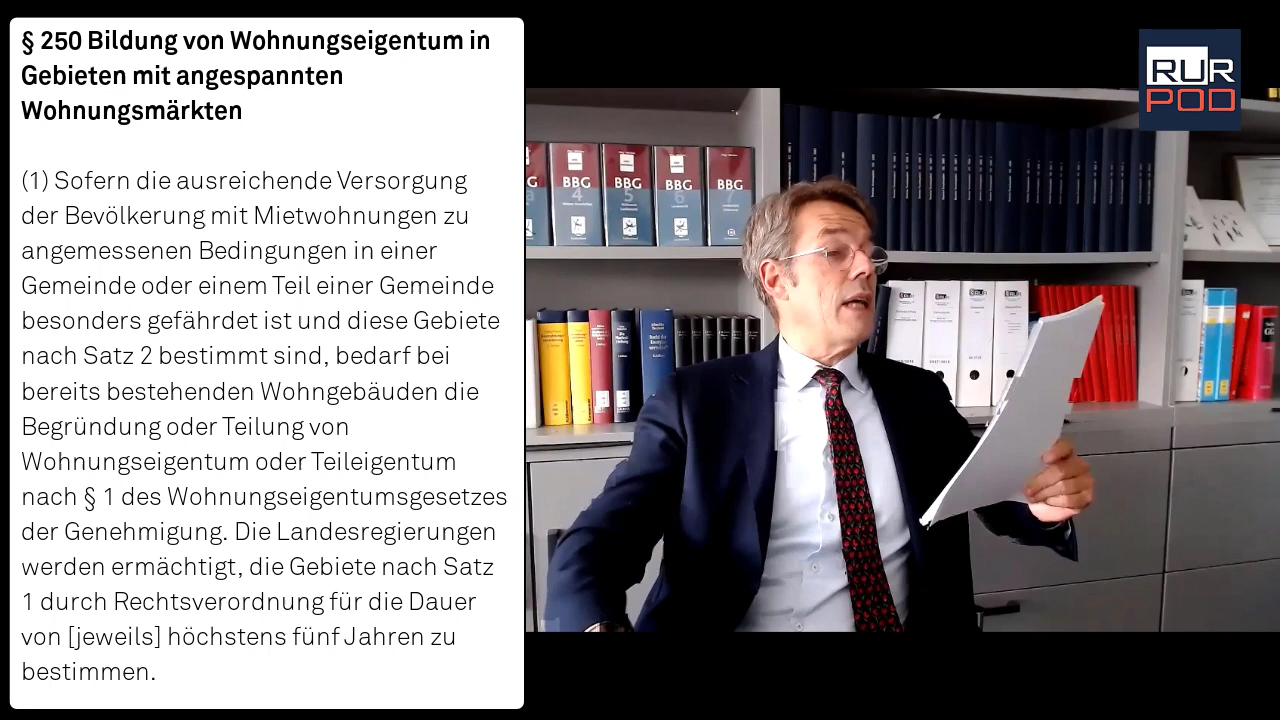 § 250 Bildung von Wohnungseigentum in
Gebieten mit angespannten
Wohnungsmärkten
(1) Sofern die ausreichende Versorgung
der Bevölkerung mit Mietwohnungen zu
angemessenen Bedingungen in einer
Gemeinde oder einem Teil einer Gemeinde
besonders gefährdet ist und diese Gebiete
nach Satz 2 bestimmt sind, bedarf bei
bereits bestehenden Wohngebäuden die
Begründung oder Teilung von
Wohnungseigentum oder Teileigentum
nach § 1 des Wohnungseigentumsgesetzes
der Genehmigung. Die Landesregierungen
werden ermächtigt, die Gebiete nach Satz
1 durch Rechtsverordnung für die Dauer
von [jeweils] höchstens fünf Jahren zu
bestimmen.
RUR
POD
BBG
4
BBG
5
BBG
6
BBG